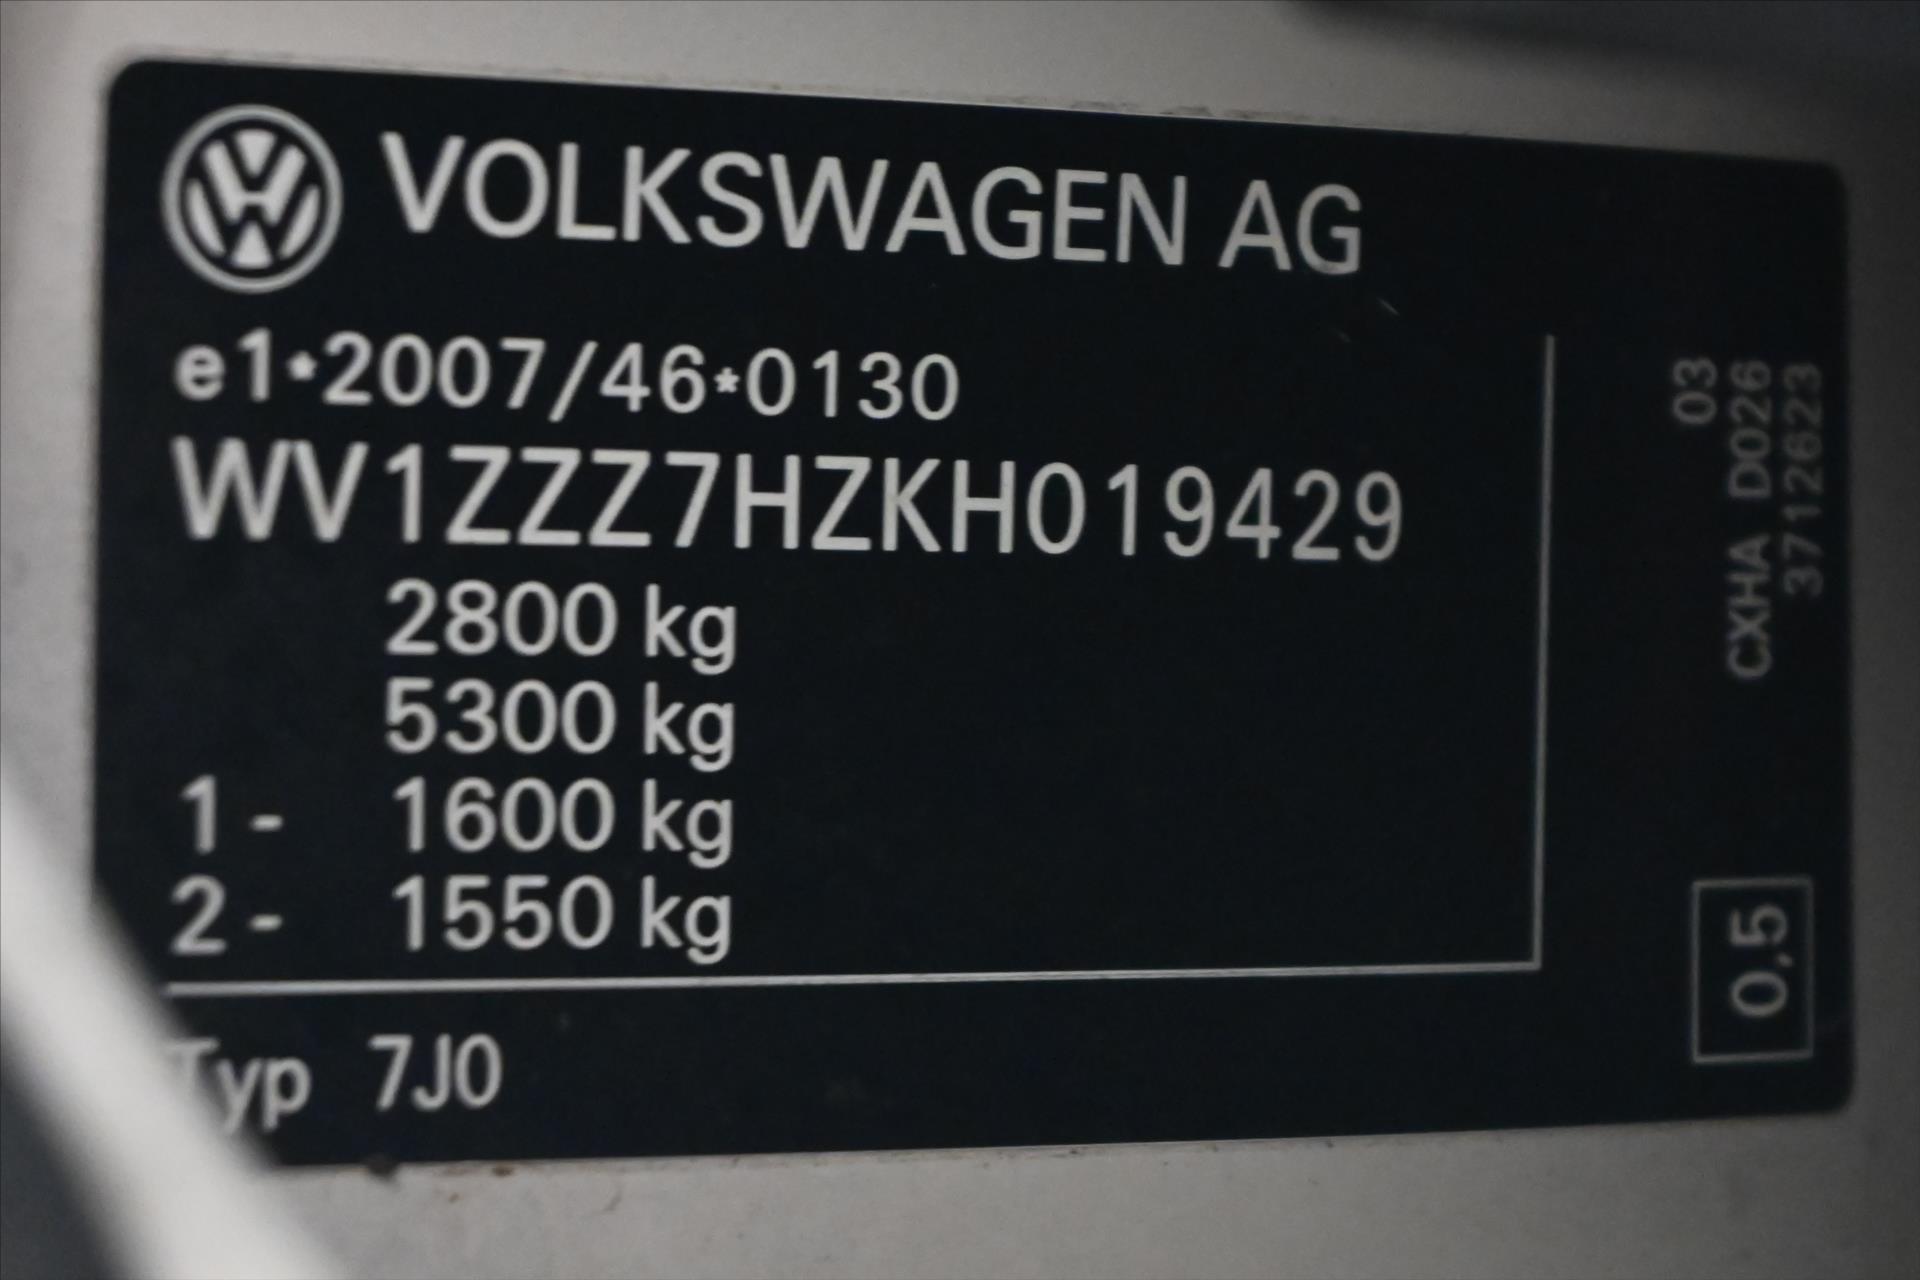 VOLKSWAGEN AG
e1*2007/46*0130
WV1ZZZ7HZKH019429
2800 kg
5300 kg
1- 1600 kg
2- 1550 kg
Typ 7J0
03
CXHA D026
3712623
0,5